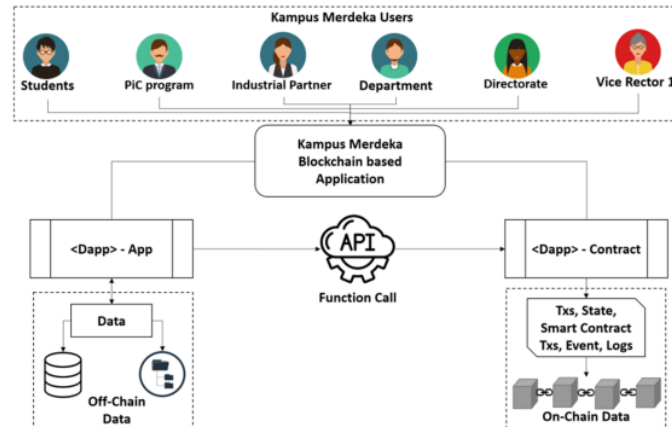 Kampus Merdeka Users
Students
PiC program
Industrial Partner
Department
Directorate
Vice Rector 1
Kampus Merdeka
Blockchain based
Application
<Dapp> - App
API
<Dapp> - Contract
Function Call
Data
Txs, State,
Smart Contract
Txs, Event, Logs
Off-Chain
Data
On-Chain Data